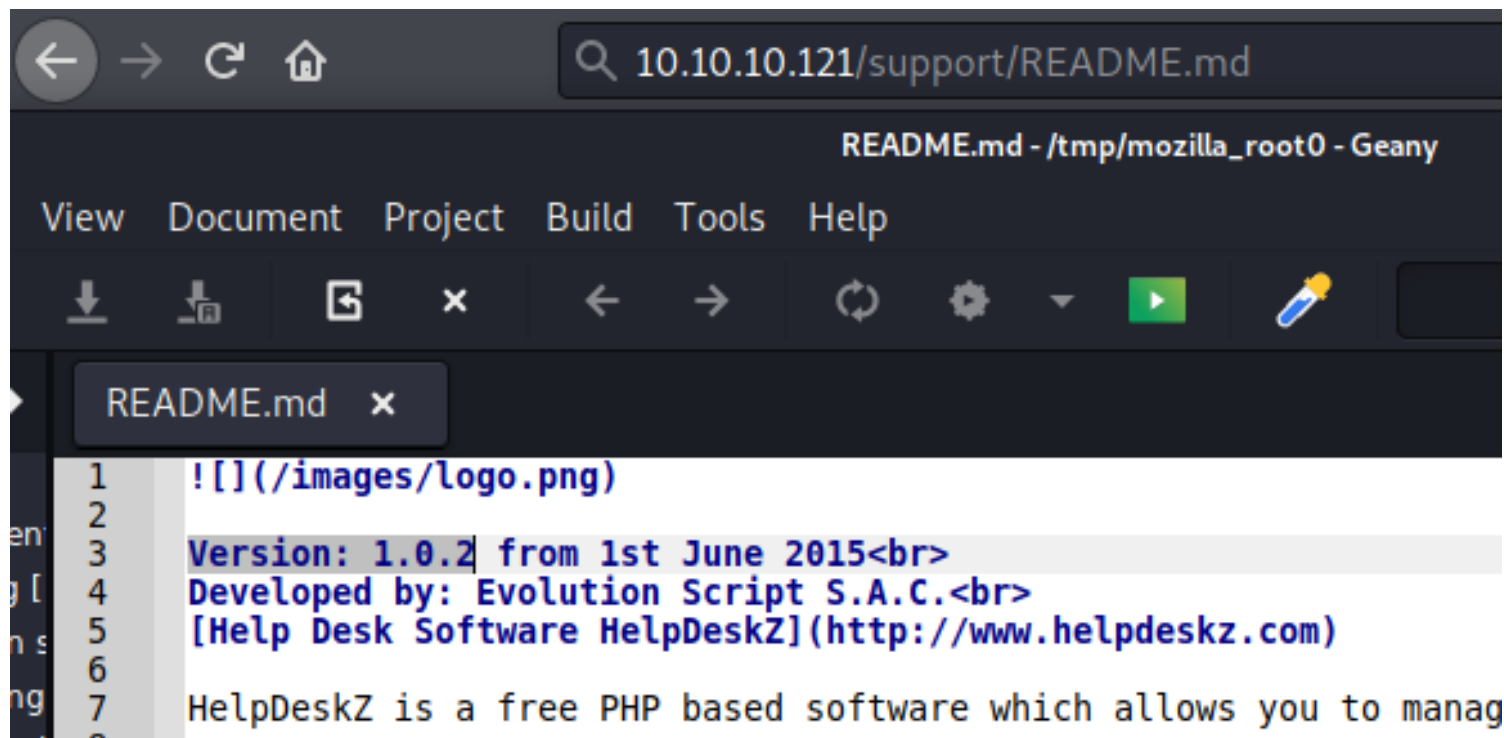 10.10.10.121/support/README.md
README.md - /tmp/mozilla_root0 - Geany
View Document Project Build Tools Help
README.md
1 ![](/images/logo.png)
2
3 Version: 1.0.2 from 1st June 2015<br>
4 Developed by: Evolution Script S.A.C.<br>
5 [Help Desk Software HelpDeskZ](http://www.helpdeskz.com)
6
7 HelpDeskZ is a free PHP based software which allows you to manag